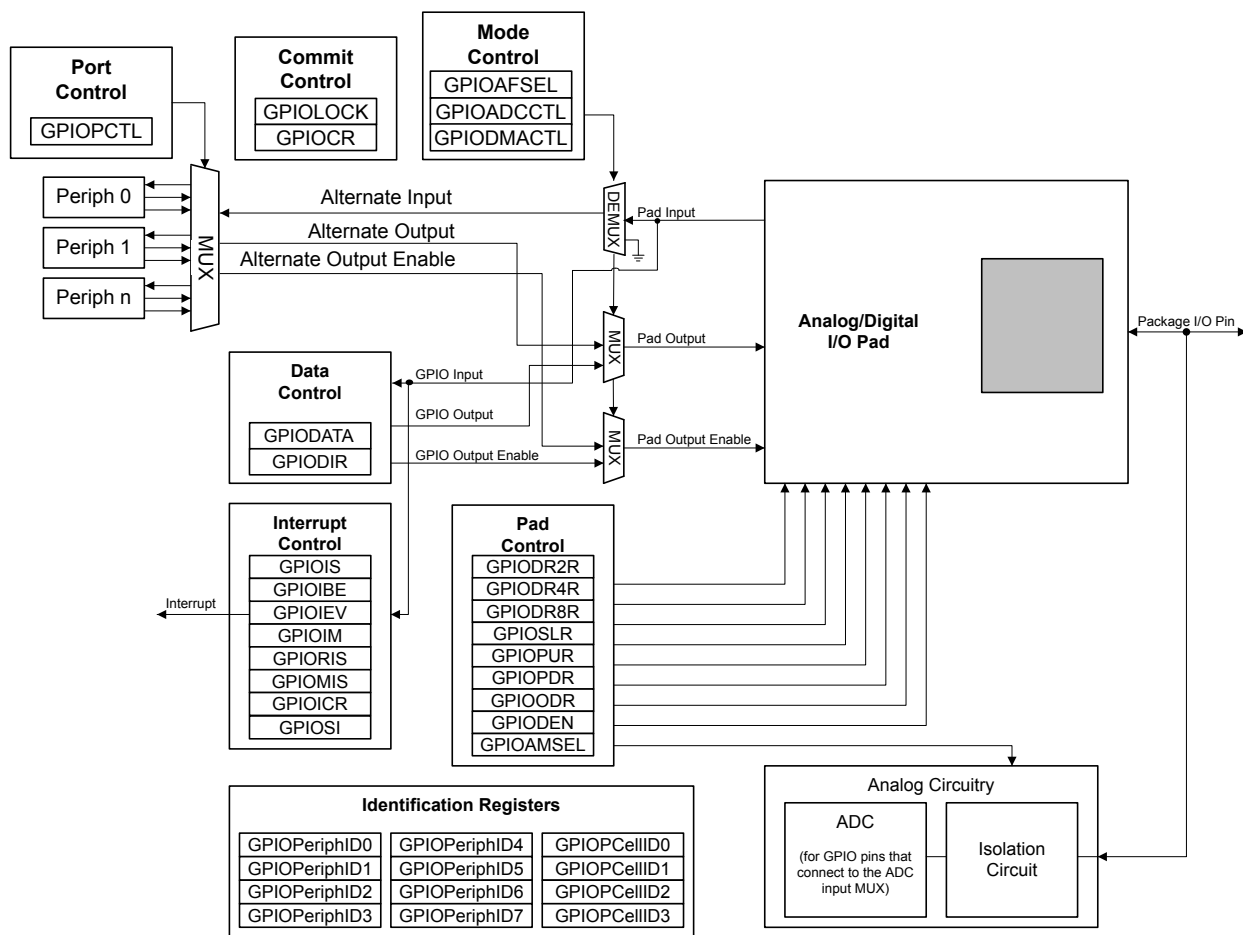 Port
Control
GPIOPCTL
Commit
Control
GPIOLOCK
GPIOCR
Mode
Control
GPIOAFSEL
GPIOADCCTL
GPIODMACTL
Periph 0
Periph 1
Periph n
MUX
Alternate Input
Alternate Output
Alternate Output Enable
DEMUX
Pad Input
MUX
Pad Output
MUX
Pad Output Enable
Analog/Digital
I/O Pad
Package I/O Pin
Data
Control
GPIODATA
GPIODIR
GPIO Input
GPIO Output
GPIO Output Enable
Interrupt
Control
GPIOIS
GPIOIBE
GPIOIEV
GPIOIM
GPIORIS
GPIOMIS
GPIOICR
GPIOSI
Interrupt
Pad
Control
GPIODR2R
GPIODR4R
GPIODR8R
GPIOSLR
GPIOPUR
GPIOPDR
GPIOODR
GPIODEN
GPIOAMSEL
Analog Circuitry
ADC
(for GPIO pins that
connect to the ADC
input MUX)
Isolation
Circuit
Identification Registers
GPIOPeriphID0
GPIOPeriphID1
GPIOPeriphID2
GPIOPeriphID3
GPIOPeriphID4
GPIOPeriphID5
GPIOPeriphID6
GPIOPeriphID7
GPIOPCellID0
GPIOPCellID1
GPIOPCellID2
GPIOPCellID3